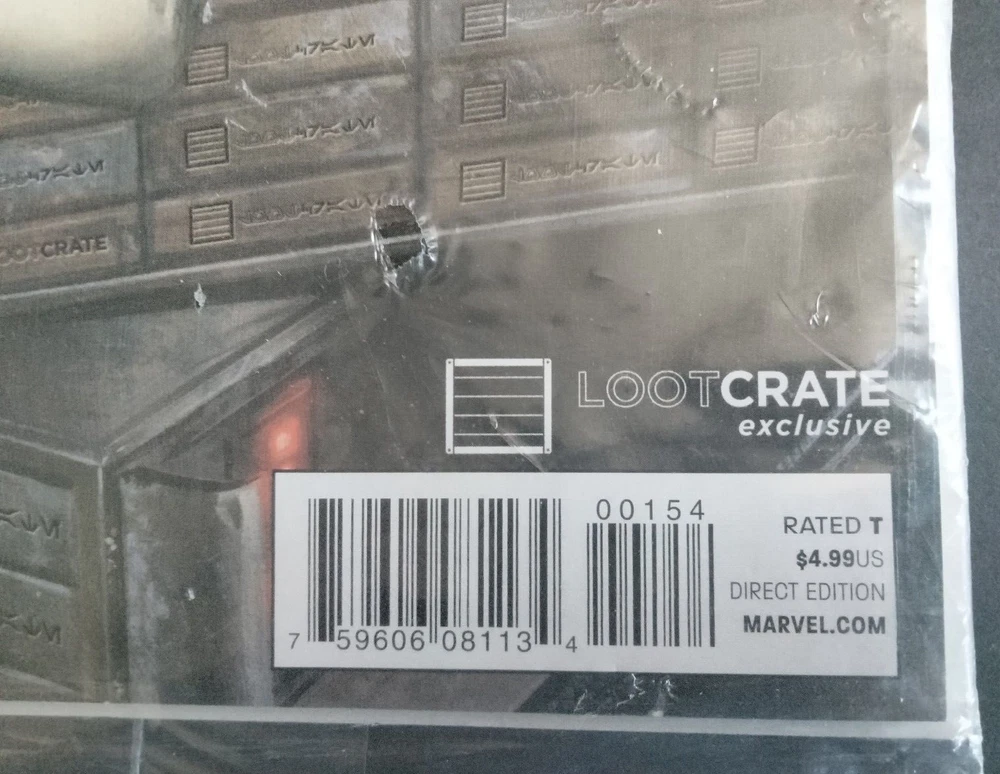 LOOTCRATE
LOOTCRATE
exclusive
00154
RATED T
$4.99US
DIRECT EDITION
MARVEL.COM
7 59606 08113 4